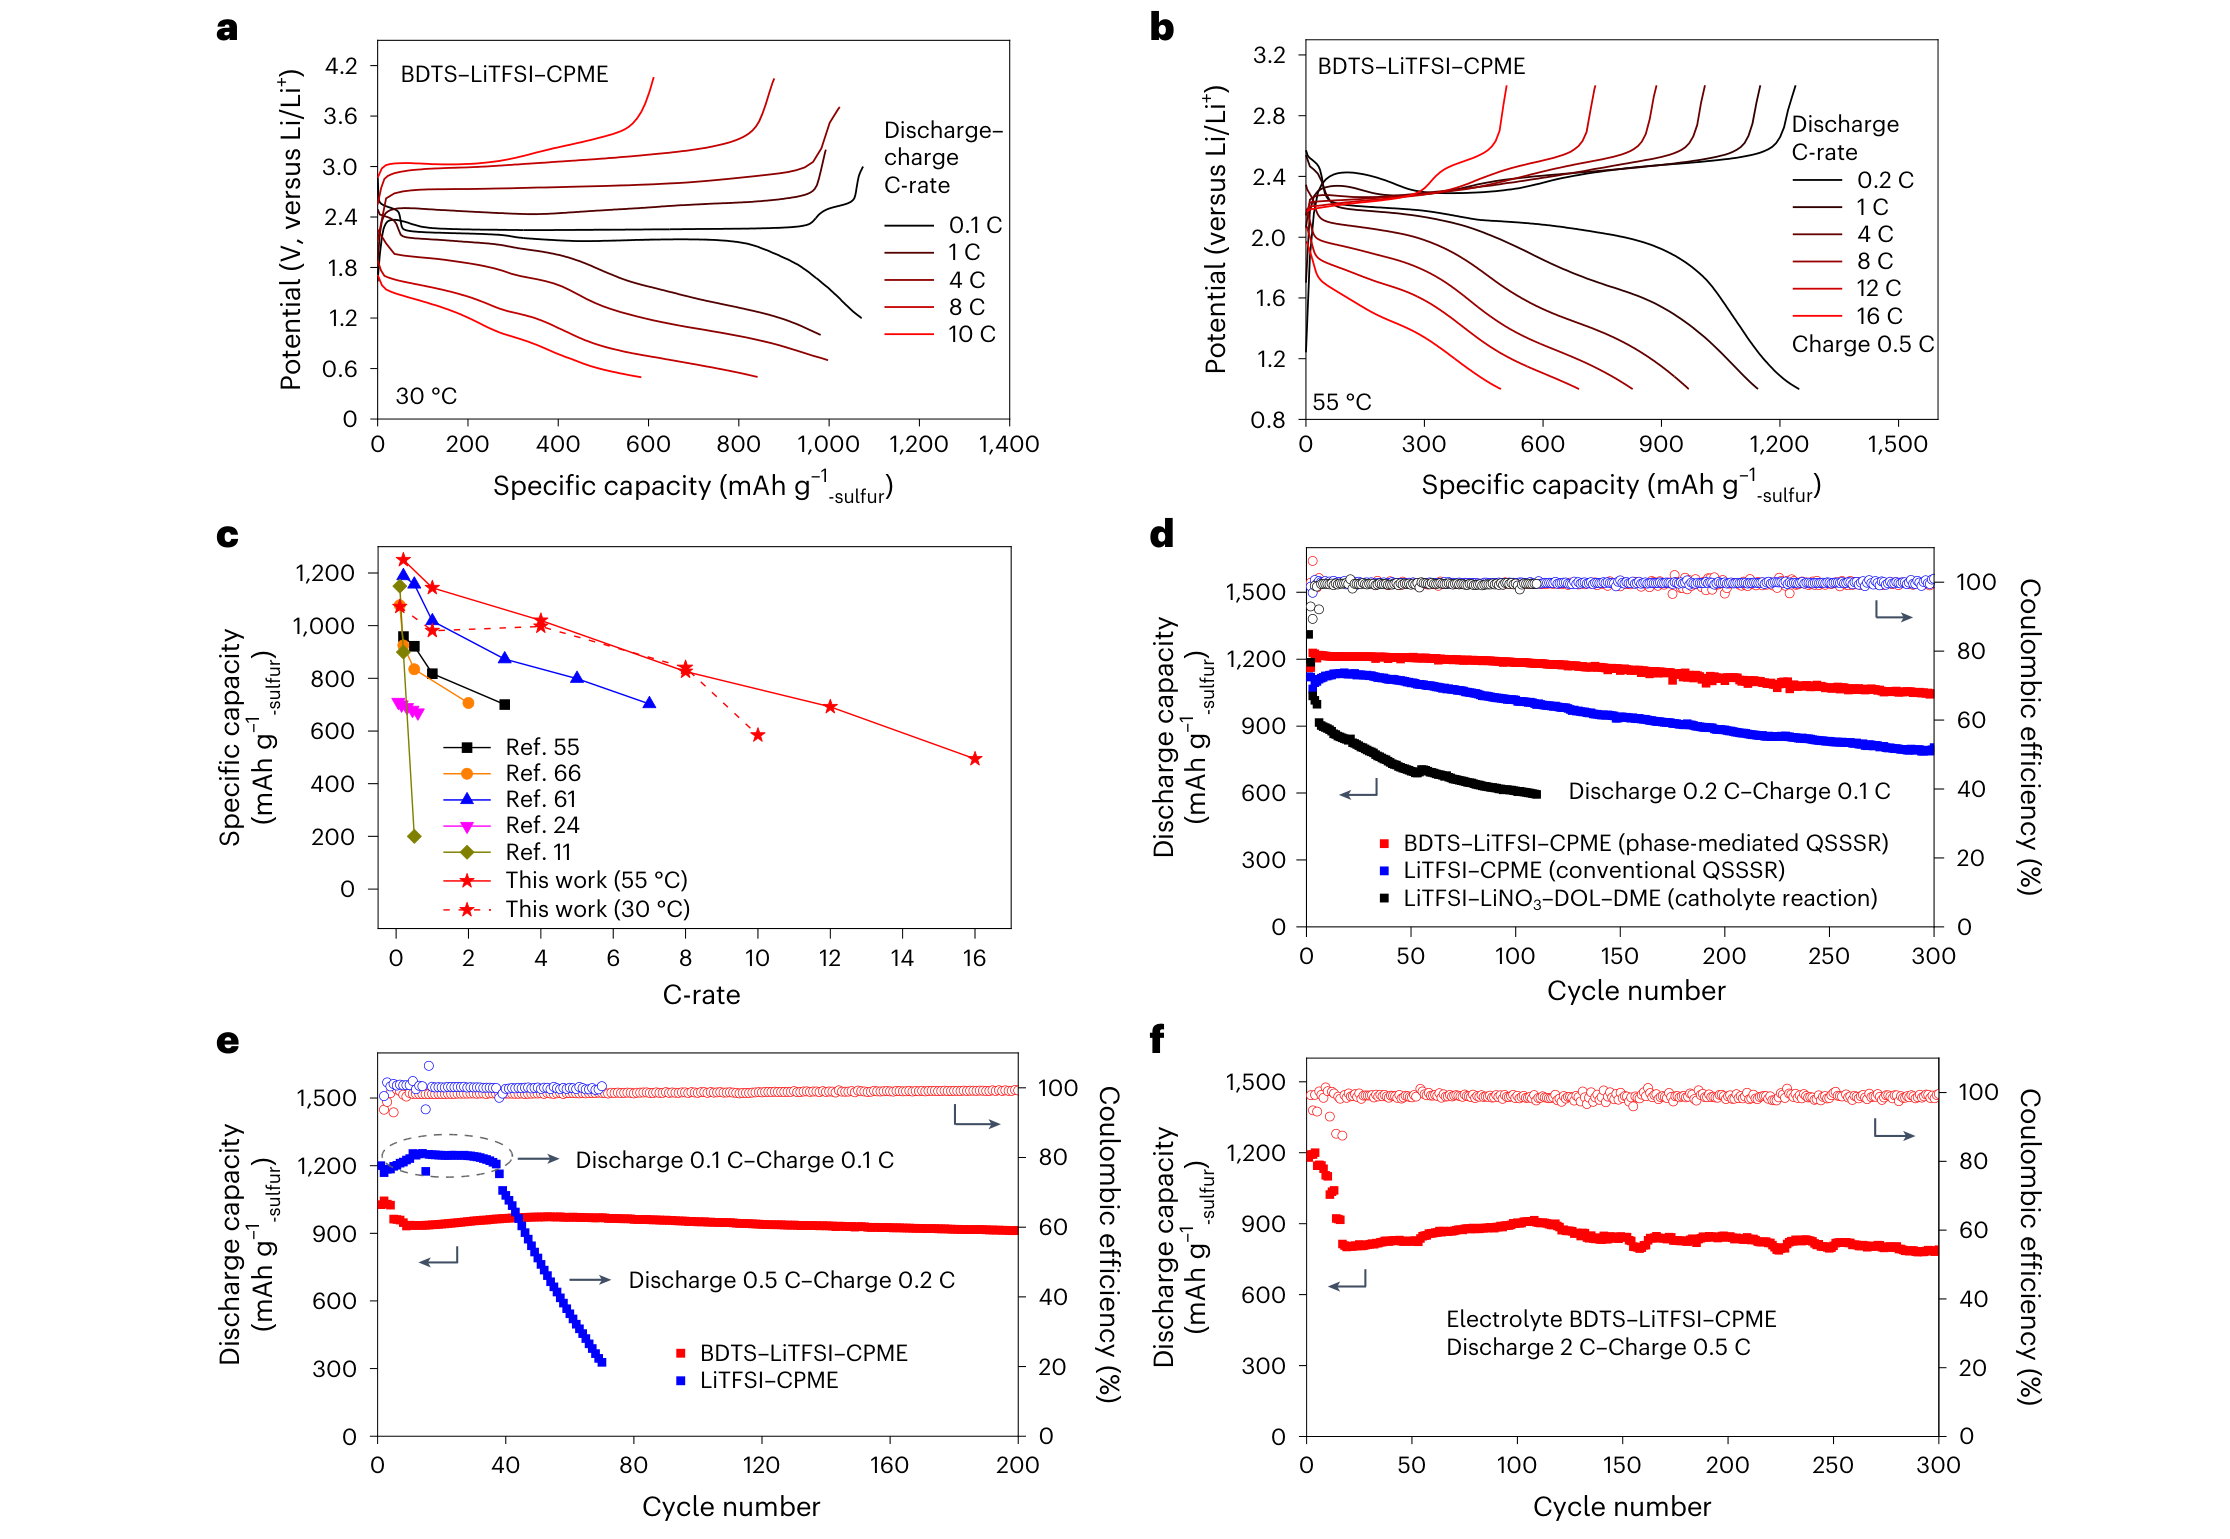 a
BDTS–LiTFSI–CPME
Potential (V, versus Li/Li⁺)
4.2
3.6
3.0
2.4
1.8
1.2
0.6
0
Discharge–
charge
C-rate
0.1 C
1 C
4 C
8 C
10 C
30 °C
0 200 400 600 800 1,000 1,200 1,400
Specific capacity (mAh g⁻¹-sulfur)
b
BDTS–LiTFSI–CPME
Potential (versus Li/Li⁺)
3.2
2.8
2.4
2.0
1.6
1.2
0.8
Discharge
C-rate
0.2 C
1 C
4 C
8 C
12 C
16 C
Charge 0.5 C
55 °C
0 300 600 900 1,200 1,500
Specific capacity (mAh g⁻¹-sulfur)
c
Specific capacity
(mAh g⁻¹-sulfur)
1,200
1,000
800
600
400
200
0
Ref. 55
Ref. 66
Ref. 61
Ref. 24
Ref. 11
This work (55 °C)
This work (30 °C)
0 2 4 6 8 10 12 14 16
C-rate
d
Discharge capacity
(mAh g⁻¹-sulfur)
1,500
1,200
900
600
300
0
Discharge 0.2 C–Charge 0.1 C
BDTS–LiTFSI–CPME (phase-mediated QSSSR)
LiTFSI–CPME (conventional QSSSR)
LiTFSI–LiNO₃–DOL–DME (catholyte reaction)
100
80
60
40
20
0
Coulombic efficiency (%)
0 50 100 150 200 250 300
Cycle number
e
Discharge capacity
(mAh g⁻¹-sulfur)
1,500
1,200
900
600
300
0
Discharge 0.1 C–Charge 0.1 C
Discharge 0.5 C–Charge 0.2 C
BDTS–LiTFSI–CPME
LiTFSI–CPME
100
80
60
40
20
0
Coulombic efficiency (%)
0 40 80 120 160 200
Cycle number
f
Discharge capacity
(mAh g⁻¹-sulfur)
1,500
1,200
900
600
300
0
Electrolyte BDTS–LiTFSI–CPME
Discharge 2 C–Charge 0.5 C
100
80
60
40
20
0
Coulombic efficiency (%)
0 50 100 150 200 250 300
Cycle number